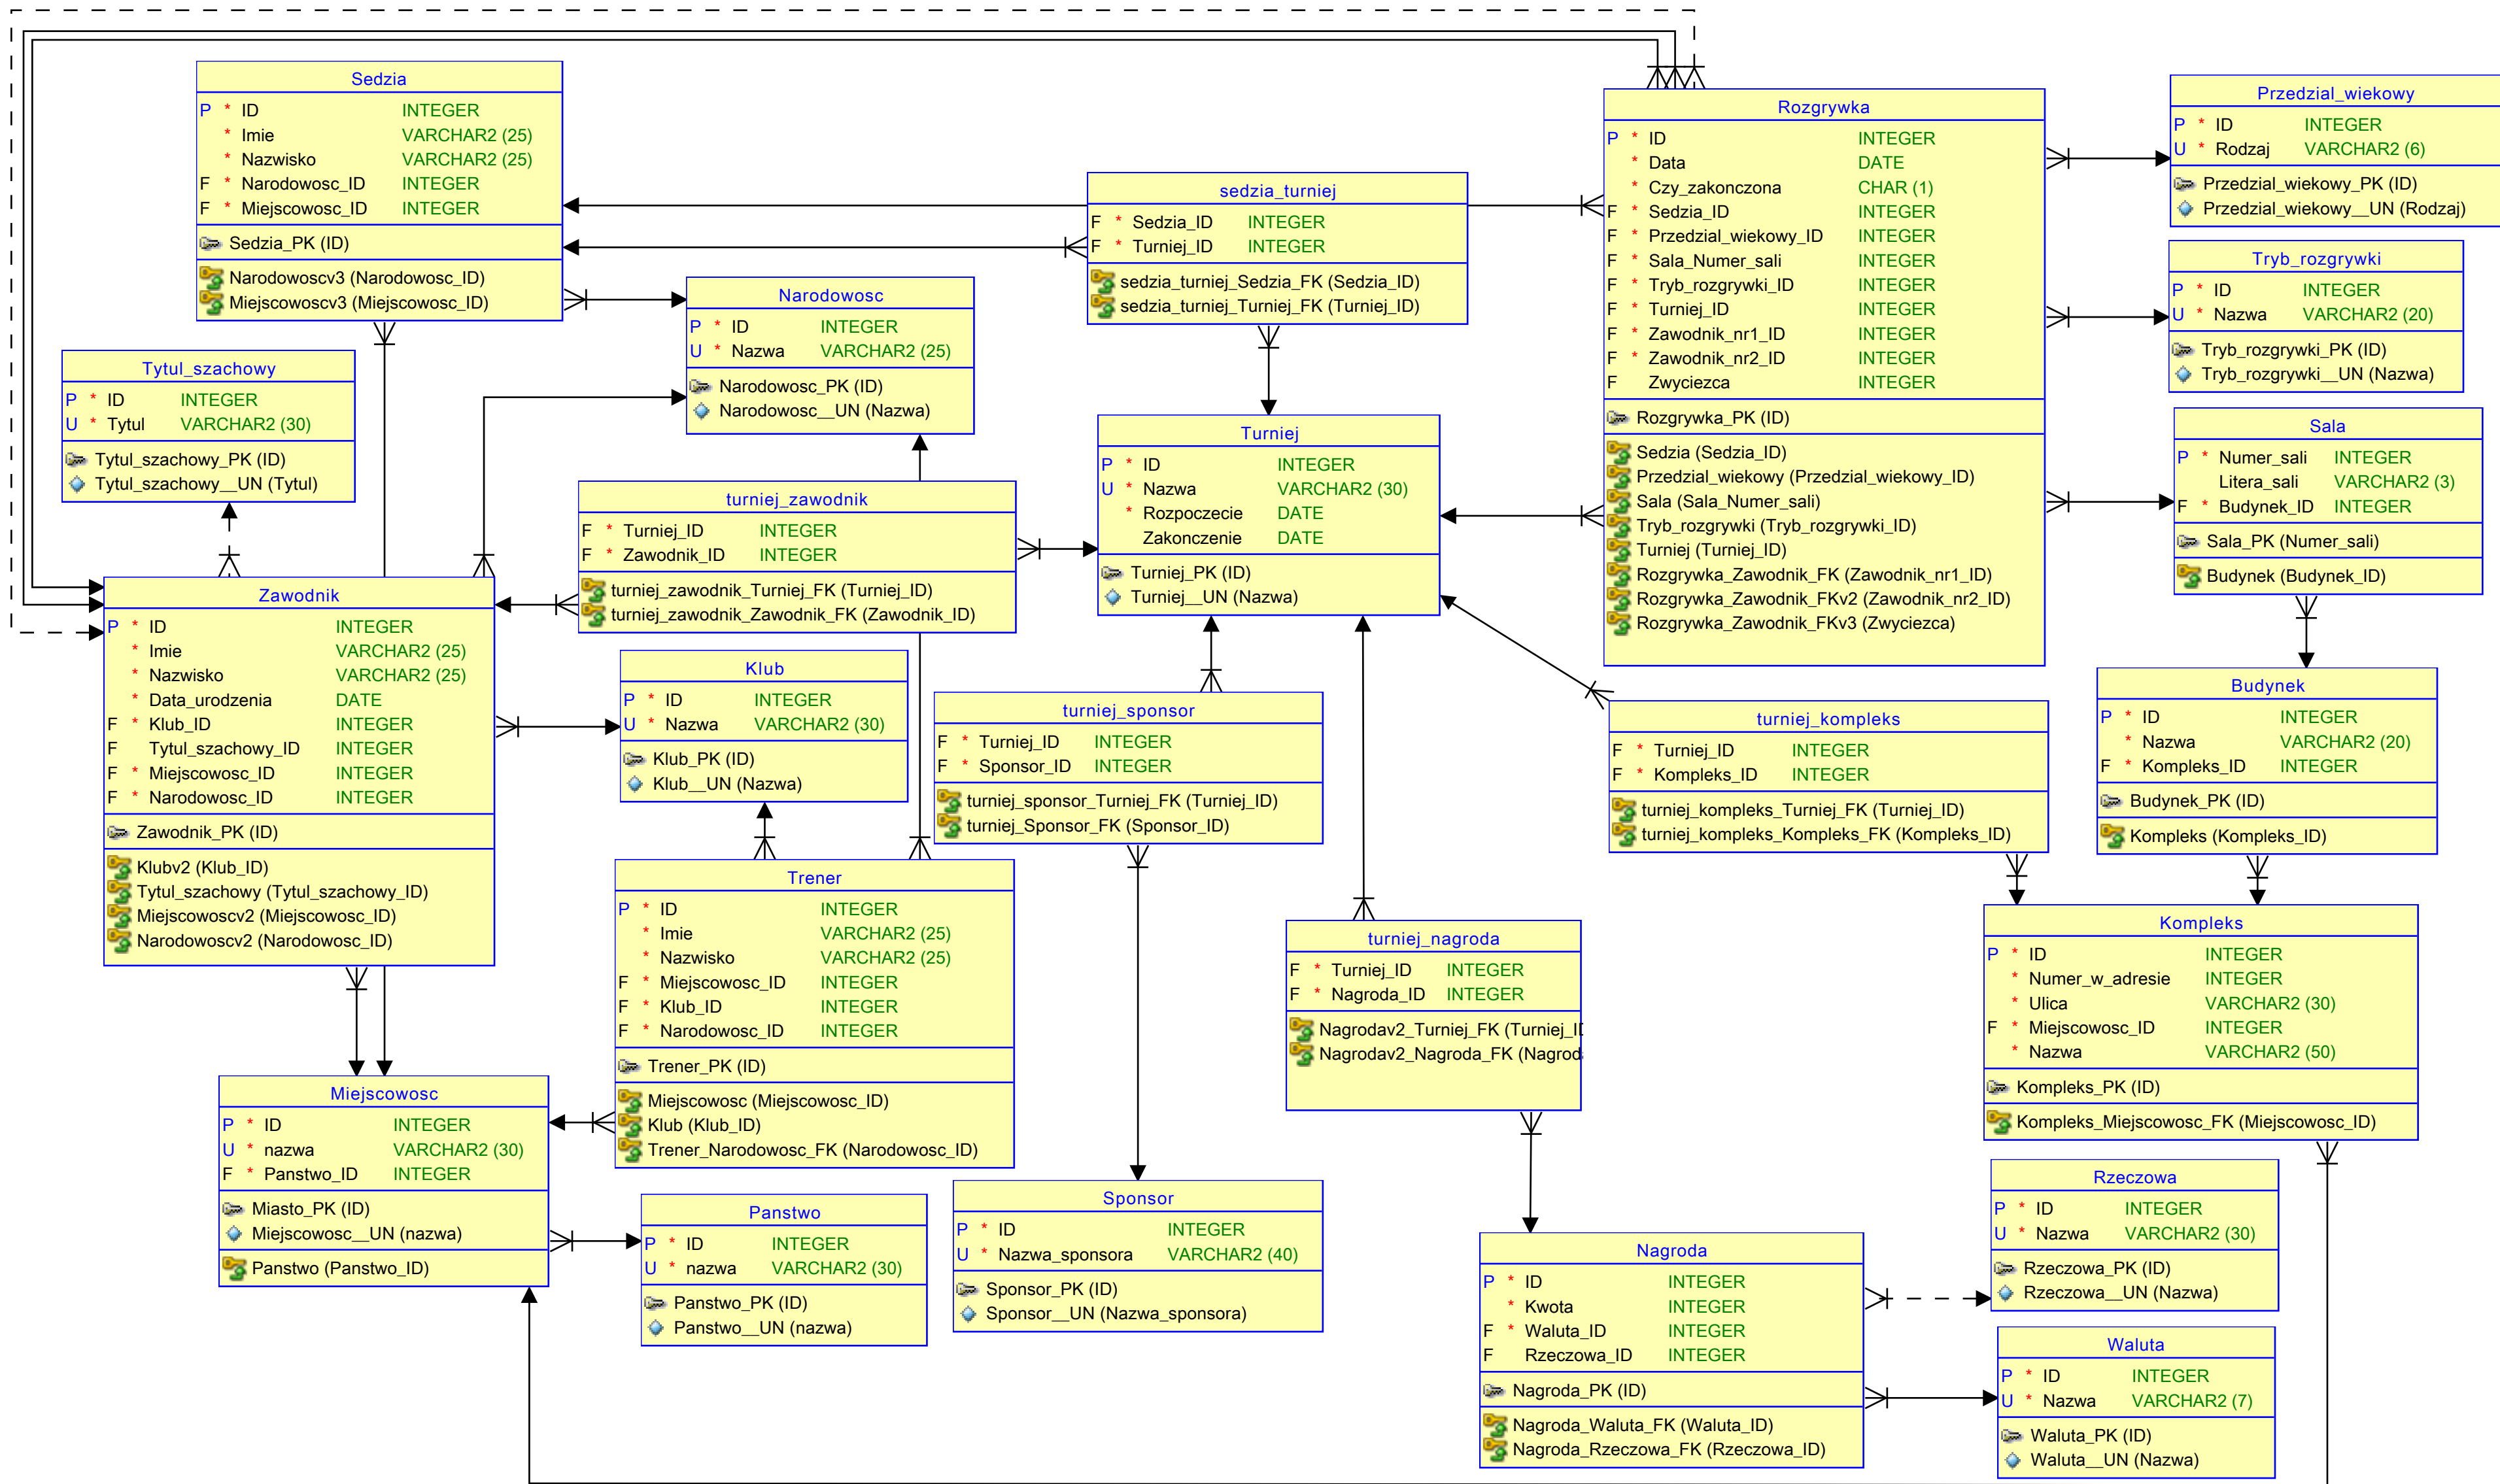 Sedzia
P * ID INTEGER
* Imie VARCHAR2 (25)
* Nazwisko VARCHAR2 (25)
F * Narodowosc_ID INTEGER
F * Miejscowosc_ID INTEGER
Sedzia_PK (ID)
Narodowoscv3 (Narodowosc_ID)
Miejscowoscv3 (Miejscowosc_ID)
Rozgrywka
P * ID INTEGER
* Data DATE
* Czy_zakonczona CHAR (1)
F * Sedzia_ID INTEGER
F * Przedzial_wiekowy_ID INTEGER
F * Sala_Numer_sali INTEGER
F * Tryb_rozgrywki_ID INTEGER
F * Turniej_ID INTEGER
F * Zawodnik_nr1_ID INTEGER
F * Zawodnik_nr2_ID INTEGER
F Zwyciezca INTEGER
Rozgrywka_PK (ID)
Sedzia (Sedzia_ID)
Przedzial_wiekowy (Przedzial_wiekowy_ID)
Sala (Sala_Numer_sali)
Tryb_rozgrywki (Tryb_rozgrywki_ID)
Turniej (Turniej_ID)
Rozgrywka_Zawodnik_FK (Zawodnik_nr1_ID)
Rozgrywka_Zawodnik_FKv2 (Zawodnik_nr2_ID)
Rozgrywka_Zawodnik_FKv3 (Zwyciezca)
Przedzial_wiekowy
P * ID INTEGER
U * Rodzaj VARCHAR2 (6)
Przedzial_wiekowy_PK (ID)
Przedzial_wiekowy__UN (Rodzaj)
sedzia_turniej
F * Sedzia_ID INTEGER
F * Turniej_ID INTEGER
sedzia_turniej_Sedzia_FK (Sedzia_ID)
sedzia_turniej_Turniej_FK (Turniej_ID)
Tryb_rozgrywki
P * ID INTEGER
U * Nazwa VARCHAR2 (20)
Tryb_rozgrywki_PK (ID)
Tryb_rozgrywki__UN (Nazwa)
Narodowosc
P * ID INTEGER
U * Nazwa VARCHAR2 (25)
Narodowosc_PK (ID)
Narodowosc__UN (Nazwa)
Tytul_szachowy
P * ID INTEGER
U * Tytul VARCHAR2 (30)
Tytul_szachowy_PK (ID)
Tytul_szachowy__UN (Tytul)
Turniej
P * ID INTEGER
U * Nazwa VARCHAR2 (30)
* Rozpoczecie DATE
Zakonczenie DATE
Turniej_PK (ID)
Turniej__UN (Nazwa)
Sala
P * Numer_sali INTEGER
Litera_sali VARCHAR2 (3)
F * Budynek_ID INTEGER
Sala_PK (Numer_sali)
Budynek (Budynek_ID)
turniej_zawodnik
F * Turniej_ID INTEGER
F * Zawodnik_ID INTEGER
turniej_zawodnik_Turniej_FK (Turniej_ID)
turniej_zawodnik_Zawodnik_FK (Zawodnik_ID)
Zawodnik
P * ID INTEGER
* Imie VARCHAR2 (25)
* Nazwisko VARCHAR2 (25)
* Data_urodzenia DATE
F * Klub_ID INTEGER
F Tytul_szachowy_ID INTEGER
F * Miejscowosc_ID INTEGER
F * Narodowosc_ID INTEGER
Zawodnik_PK (ID)
Klubv2 (Klub_ID)
Tytul_szachowy (Tytul_szachowy_ID)
Miejscowoscv2 (Miejscowosc_ID)
Narodowoscv2 (Narodowosc_ID)
Klub
P * ID INTEGER
U * Nazwa VARCHAR2 (30)
Klub_PK (ID)
Klub__UN (Nazwa)
turniej_sponsor
F * Turniej_ID INTEGER
F * Sponsor_ID INTEGER
turniej_sponsor_Turniej_FK (Turniej_ID)
turniej_Sponsor_FK (Sponsor_ID)
turniej_kompleks
F * Turniej_ID INTEGER
F * Kompleks_ID INTEGER
turniej_kompleks_Turniej_FK (Turniej_ID)
turniej_kompleks_Kompleks_FK (Kompleks_ID)
Budynek
P * ID INTEGER
* Nazwa VARCHAR2 (20)
F * Kompleks_ID INTEGER
Budynek_PK (ID)
Kompleks (Kompleks_ID)
Trener
P * ID INTEGER
* Imie VARCHAR2 (25)
* Nazwisko VARCHAR2 (25)
F * Miejscowosc_ID INTEGER
F * Klub_ID INTEGER
F * Narodowosc_ID INTEGER
Trener_PK (ID)
Miejscowosc (Miejscowosc_ID)
Klub (Klub_ID)
Trener_Narodowosc_FK (Narodowosc_ID)
turniej_nagroda
F * Turniej_ID INTEGER
F * Nagroda_ID INTEGER
Nagrodav2_Turniej_FK (Turniej_ID
Nagrodav2_Nagroda_FK (Nagrod
Kompleks
P * ID INTEGER
* Numer_w_adresie INTEGER
* Ulica VARCHAR2 (30)
F * Miejscowosc_ID INTEGER
* Nazwa VARCHAR2 (50)
Kompleks_PK (ID)
Kompleks_Miejscowosc_FK (Miejscowosc_ID)
Miejscowosc
P * ID INTEGER
U * nazwa VARCHAR2 (30)
F * Panstwo_ID INTEGER
Miasto_PK (ID)
Miejscowosc__UN (nazwa)
Panstwo (Panstwo_ID)
Panstwo
P * ID INTEGER
U * nazwa VARCHAR2 (30)
Panstwo_PK (ID)
Panstwo__UN (nazwa)
Sponsor
P * ID INTEGER
U * Nazwa_sponsora VARCHAR2 (40)
Sponsor_PK (ID)
Sponsor__UN (Nazwa_sponsora)
Nagroda
P * ID INTEGER
* Kwota INTEGER
F * Waluta_ID INTEGER
F Rzeczowa_ID INTEGER
Nagroda_PK (ID)
Nagroda_Waluta_FK (Waluta_ID)
Nagroda_Rzeczowa_FK (Rzeczowa_ID)
Rzeczowa
P * ID INTEGER
U * Nazwa VARCHAR2 (30)
Rzeczowa_PK (ID)
Rzeczowa__UN (Nazwa)
Waluta
P * ID INTEGER
U * Nazwa VARCHAR2 (7)
Waluta_PK (ID)
Waluta__UN (Nazwa)